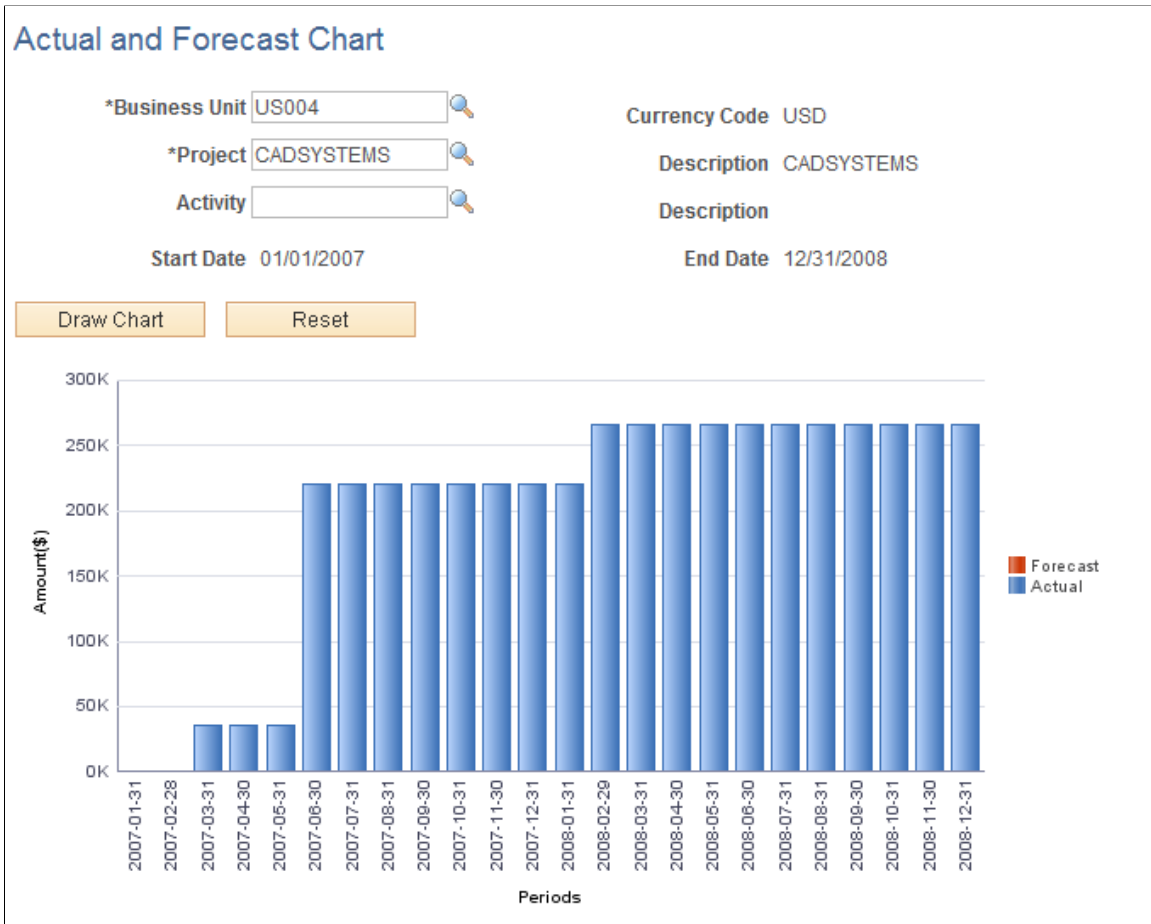 Actual and Forecast Chart
*Business Unit US004
Currency Code USD
*Project CADSYSTEMS
Description CADSYSTEMS
Activity
Description
Start Date 01/01/2007
End Date 12/31/2008
Draw Chart
Reset
300K
250K
200K
150K
100K
50K
0K
Amount($)
Forecast
Actual
2007-01-31
2007-02-28
2007-03-31
2007-04-30
2007-05-31
2007-06-30
2007-07-31
2007-08-31
2007-09-30
2007-10-31
2007-11-30
2007-12-31
2008-01-31
2008-02-29
2008-03-31
2008-04-30
2008-05-31
2008-06-30
2008-07-31
2008-08-31
2008-09-30
2008-10-31
2008-11-30
2008-12-31
Periods